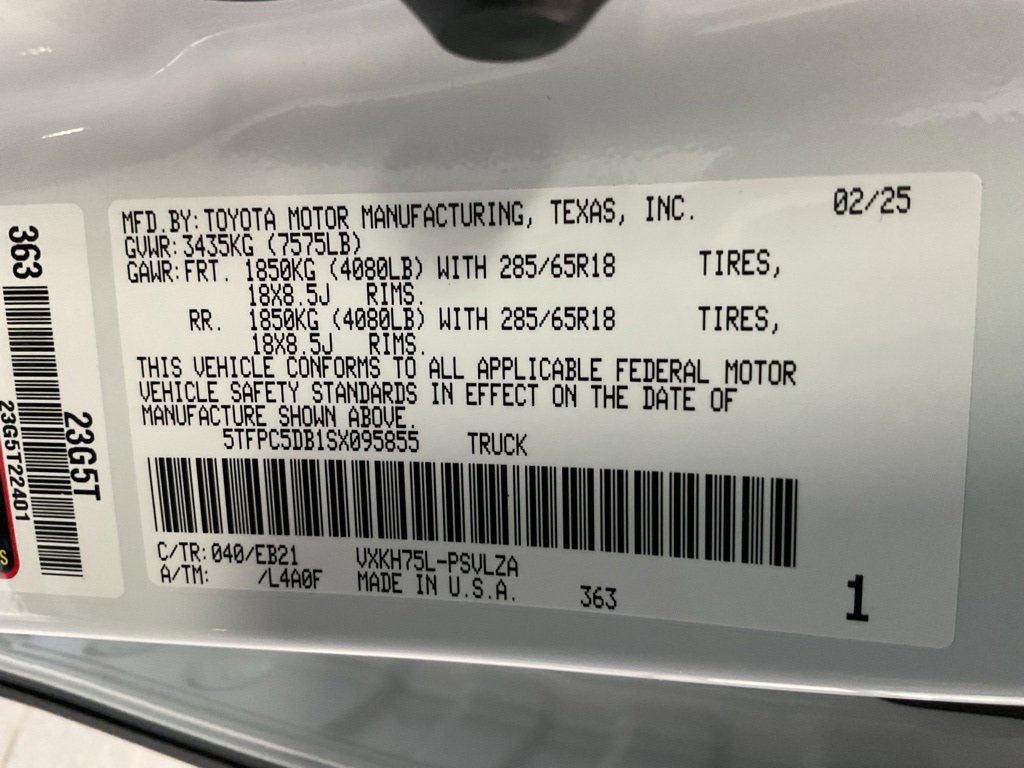 MFD.BY:TOYOTA MOTOR MANUFACTURING, TEXAS, INC. 02/25
GVWR:3435KG (7575LB)
GAWR:FRT. 1850KG (4080LB) WITH 285/65R18 TIRES,
18X8.5J RIMS.
RR. 1850KG (4080LB) WITH 285/65R18 TIRES,
18X8.5J RIMS.
THIS VEHICLE CONFORMS TO ALL APPLICABLE FEDERAL MOTOR
VEHICLE SAFETY STANDARDS IN EFFECT ON THE DATE OF
MANUFACTURE SHOWN ABOVE.
5TFPC5DB1SX095855 TRUCK
C/TR:040/EB21 VXKH75L-PSVLZA
A/TM: /L4A0F MADE IN U.S.A. 363 1
363
23G5T
23G5T22401
S